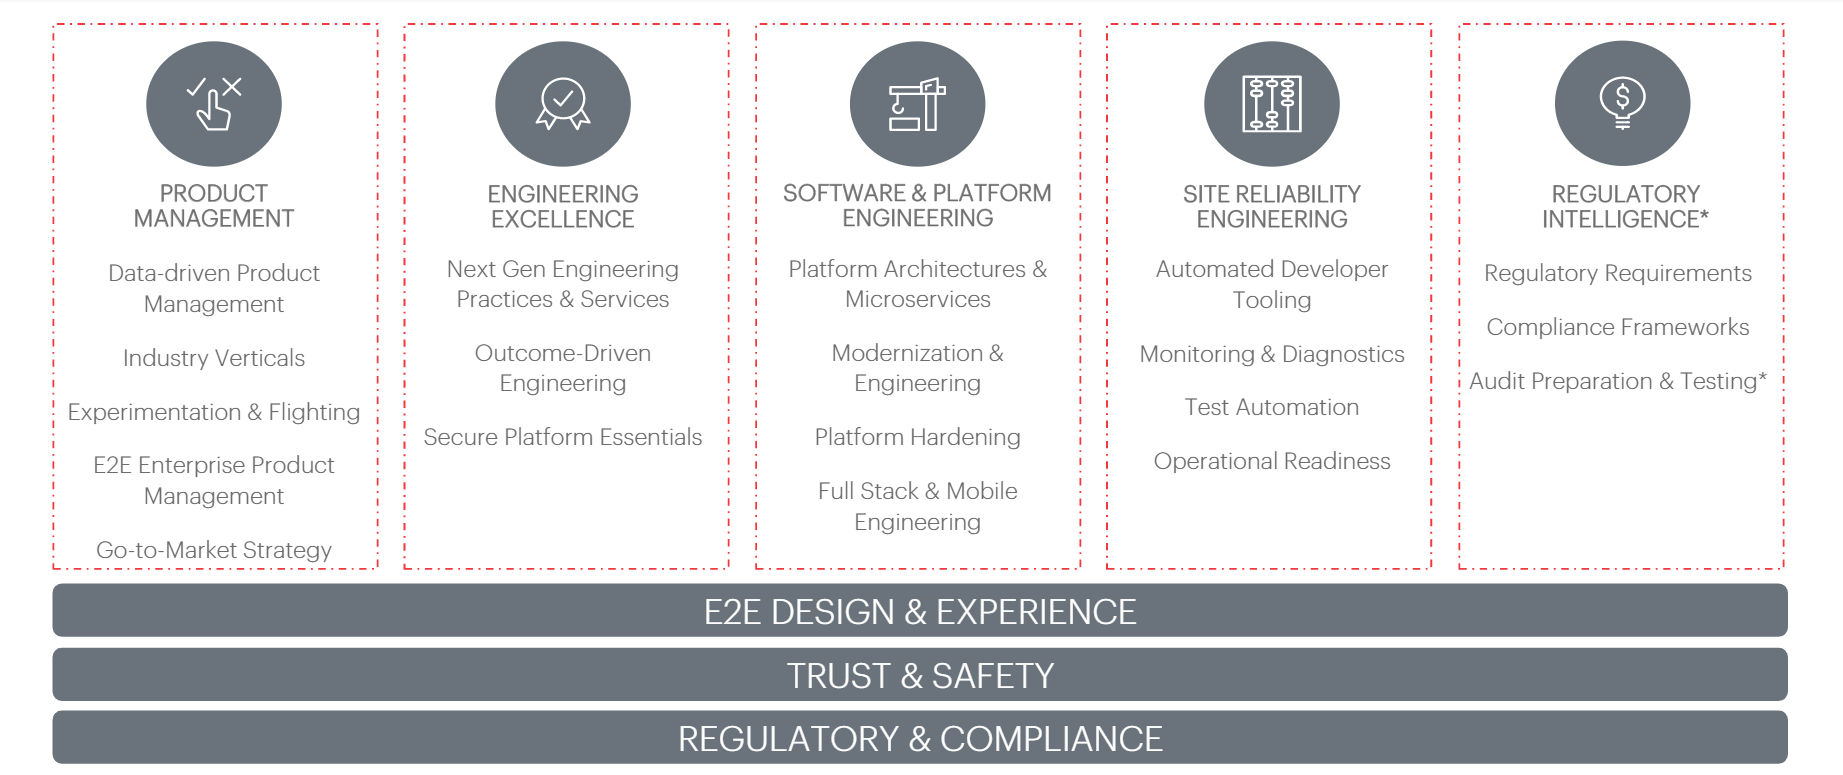 PRODUCT
MANAGEMENT
Data-driven Product
Management
Industry Verticals
Experimentation & Flighting
E2E Enterprise Product
Management
Go-to-Market Strategy
ENGINEERING
EXCELLENCE
Next Gen Engineering
Practices & Services
Outcome-Driven
Engineering
Secure Platform Essentials
SOFTWARE & PLATFORM
ENGINEERING
Platform Architectures &
Microservices
Modernization &
Engineering
Platform Hardening
Full Stack & Mobile
Engineering
SITE RELIABILITY
ENGINEERING
Automated Developer
Tooling
Monitoring & Diagnostics
Test Automation
Operational Readiness
$
REGULATORY
INTELLIGENCE*
Regulatory Requirements
Compliance Frameworks
Audit Preparation & Testing*
E2E DESIGN & EXPERIENCE
TRUST & SAFETY
REGULATORY & COMPLIANCE